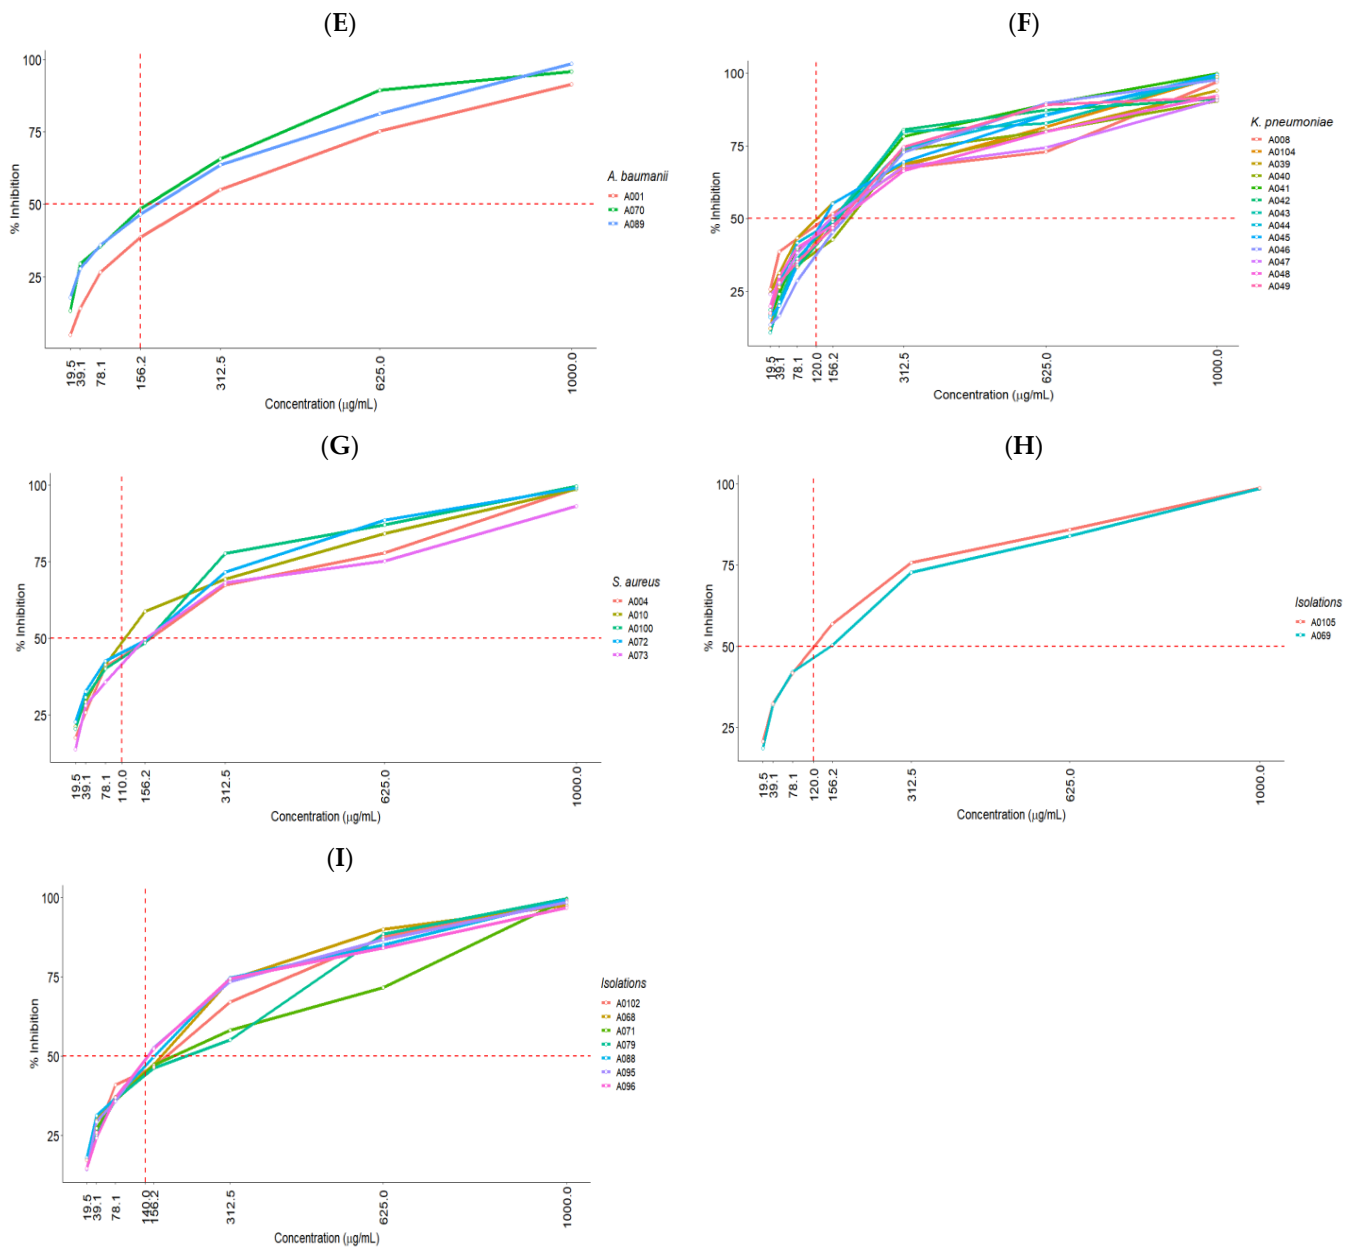 (E)
100
75
50
25
% Inhibition
19.5
39.1
78.1
156.2
312.5
625.0
1000.0
Concentration (µg/mL)
A. baumanii
A001
A070
A089
(F)
100
75
50
25
% Inhibition
19.5
39.1
78.1
120.0
156.2
312.5
625.0
1000.0
Concentration (µg/mL)
K. pneumoniae
A008
A0104
A039
A040
A041
A042
A043
A044
A045
A046
A047
A048
A049
(G)
100
75
50
25
% Inhibition
19.5
39.1
78.1
110.0
156.2
312.5
625.0
1000.0
Concentration (µg/mL)
S. aureus
A004
A010
A0100
A072
A073
(H)
100
75
50
25
% Inhibition
19.5
39.1
78.1
120.0
156.2
312.5
625.0
1000.0
Concentration (µg/mL)
Isolations
A0105
A069
(I)
100
75
50
25
% Inhibition
19.5
39.1
78.1
140.0
156.2
312.5
625.0
1000.0
Concentration (µg/mL)
Isolations
A0102
A068
A071
A079
A088
A095
A096